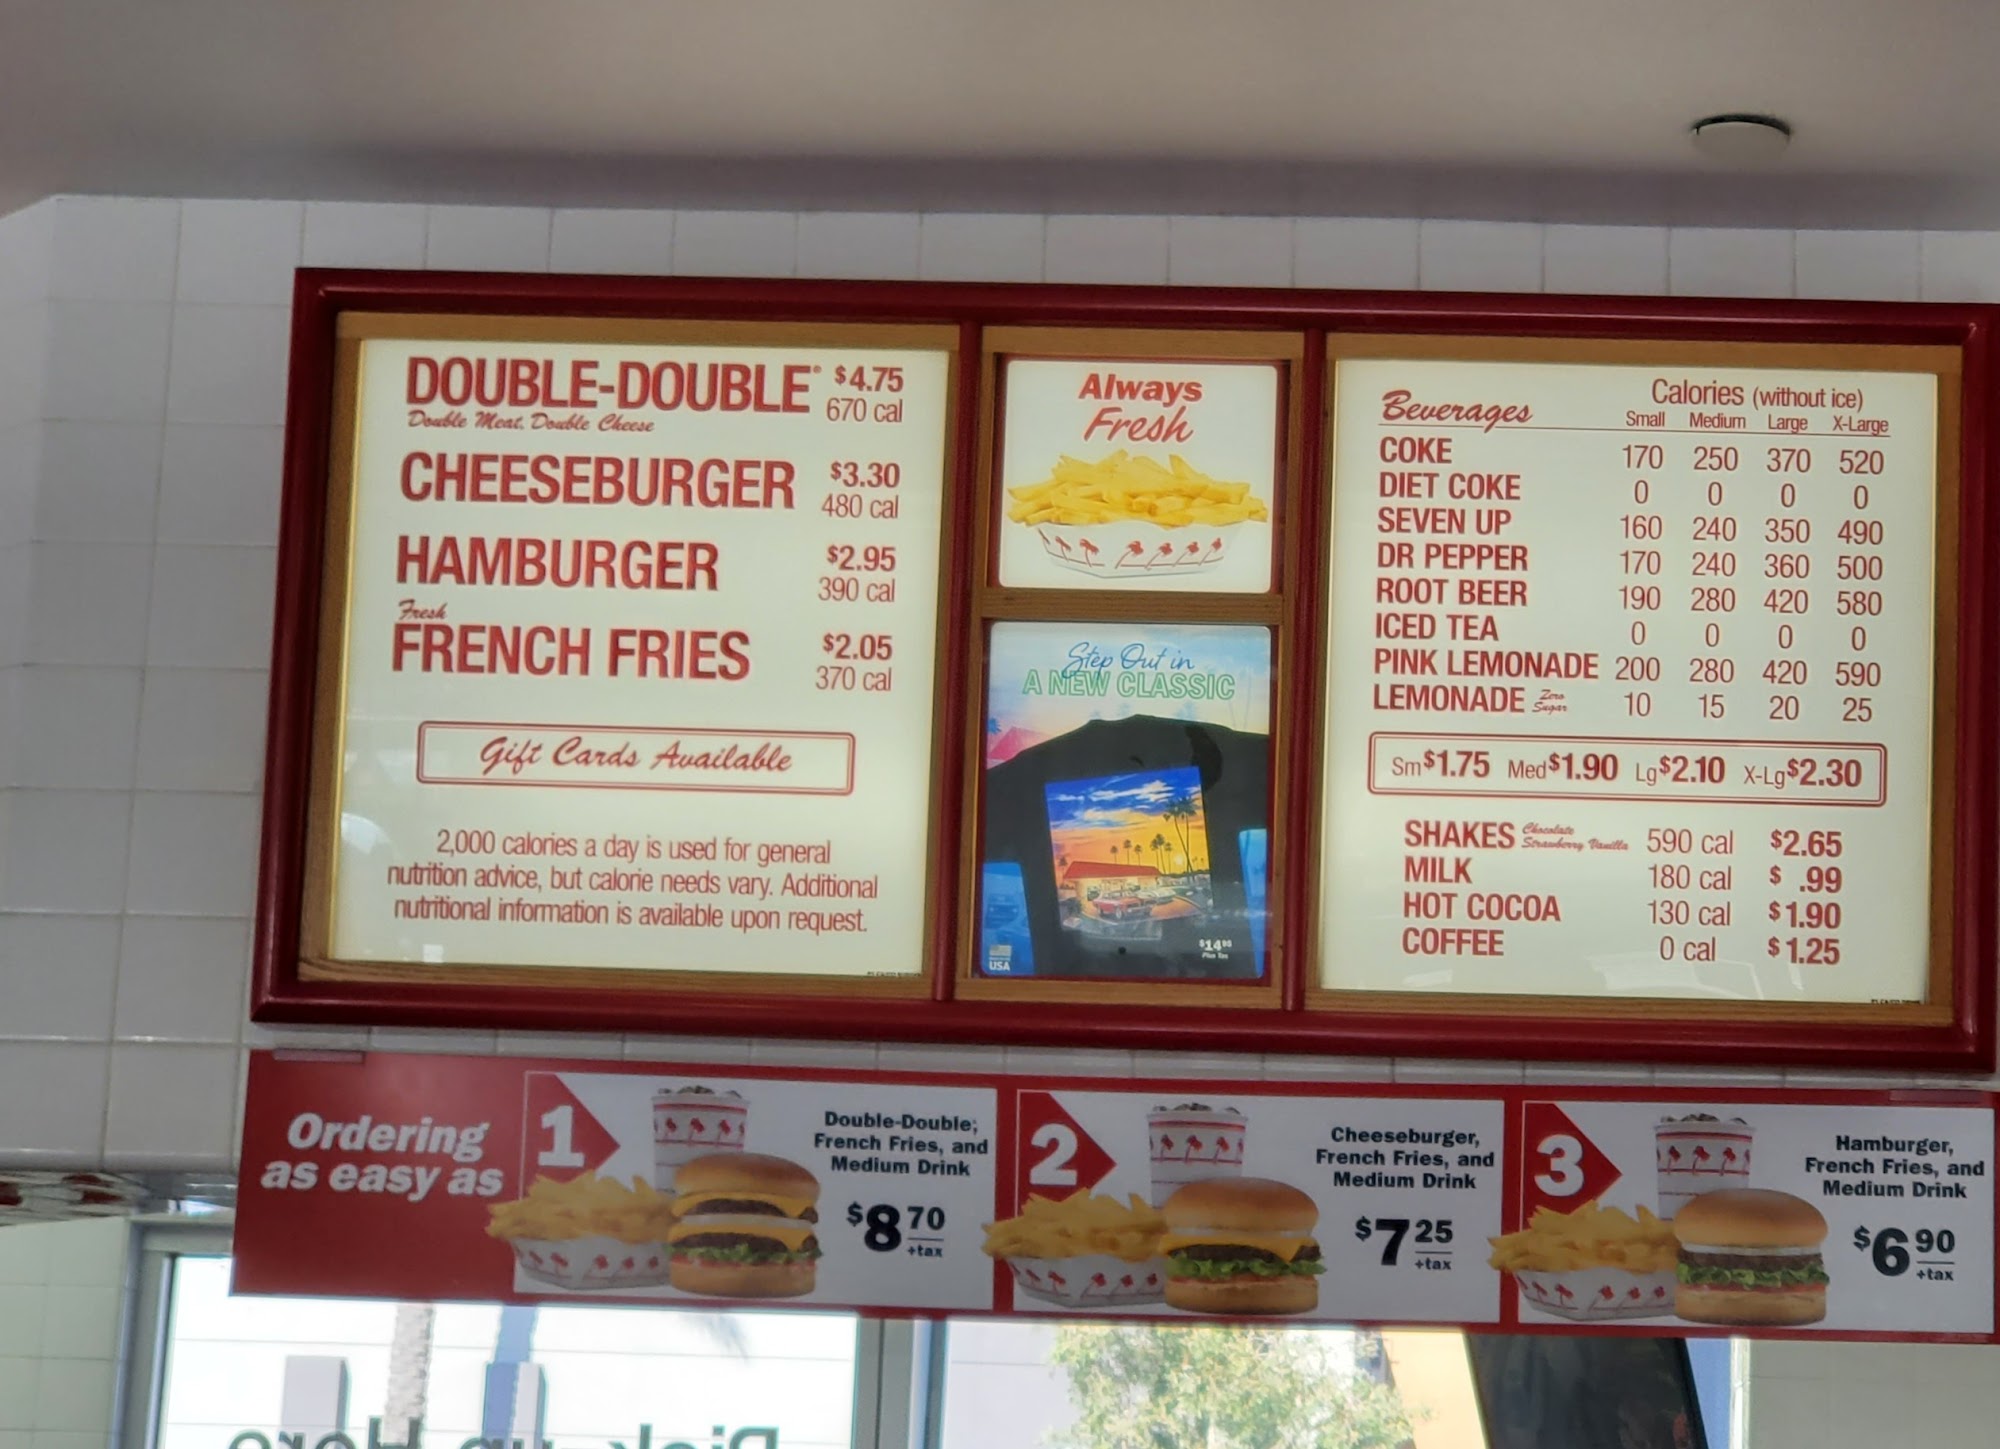 DOUBLE-DOUBLE® $4.75
Double Meat, Double Cheese 670 cal
CHEESEBURGER $3.30
480 cal
HAMBURGER $2.95
390 cal
Fresh
FRENCH FRIES $2.05
370 cal
Gift Cards Available
2,000 calories a day is used for general
nutrition advice, but calorie needs vary. Additional
nutritional information is available upon request.
Always
Fresh
Step Out in
A NEW CLASSIC
USA
$14.00
Plus Tax
Calories (without ice)
Beverages Small Medium Large X-Large
COKE 170 250 370 520
DIET COKE 0 0 0 0
SEVEN UP 160 240 350 490
DR PEPPER 170 240 360 500
ROOT BEER 190 280 420 580
ICED TEA 0 0 0 0
PINK LEMONADE 200 280 420 590
LEMONADE Zero Sugar 10 15 20 25
Sm $1.75 Med $1.90 Lg $2.10 X-Lg $2.30
SHAKES Chocolate Strawberry Vanilla 590 cal $2.65
MILK 180 cal $ .99
HOT COCOA 130 cal $1.90
COFFEE 0 cal $1.25
Ordering
as easy as
1
Double-Double,
French Fries, and
Medium Drink
$8 70
+tax
2
Cheeseburger,
French Fries, and
Medium Drink
$7 25
+tax
3
Hamburger,
French Fries, and
Medium Drink
$6 90
+tax
Pick-up Here